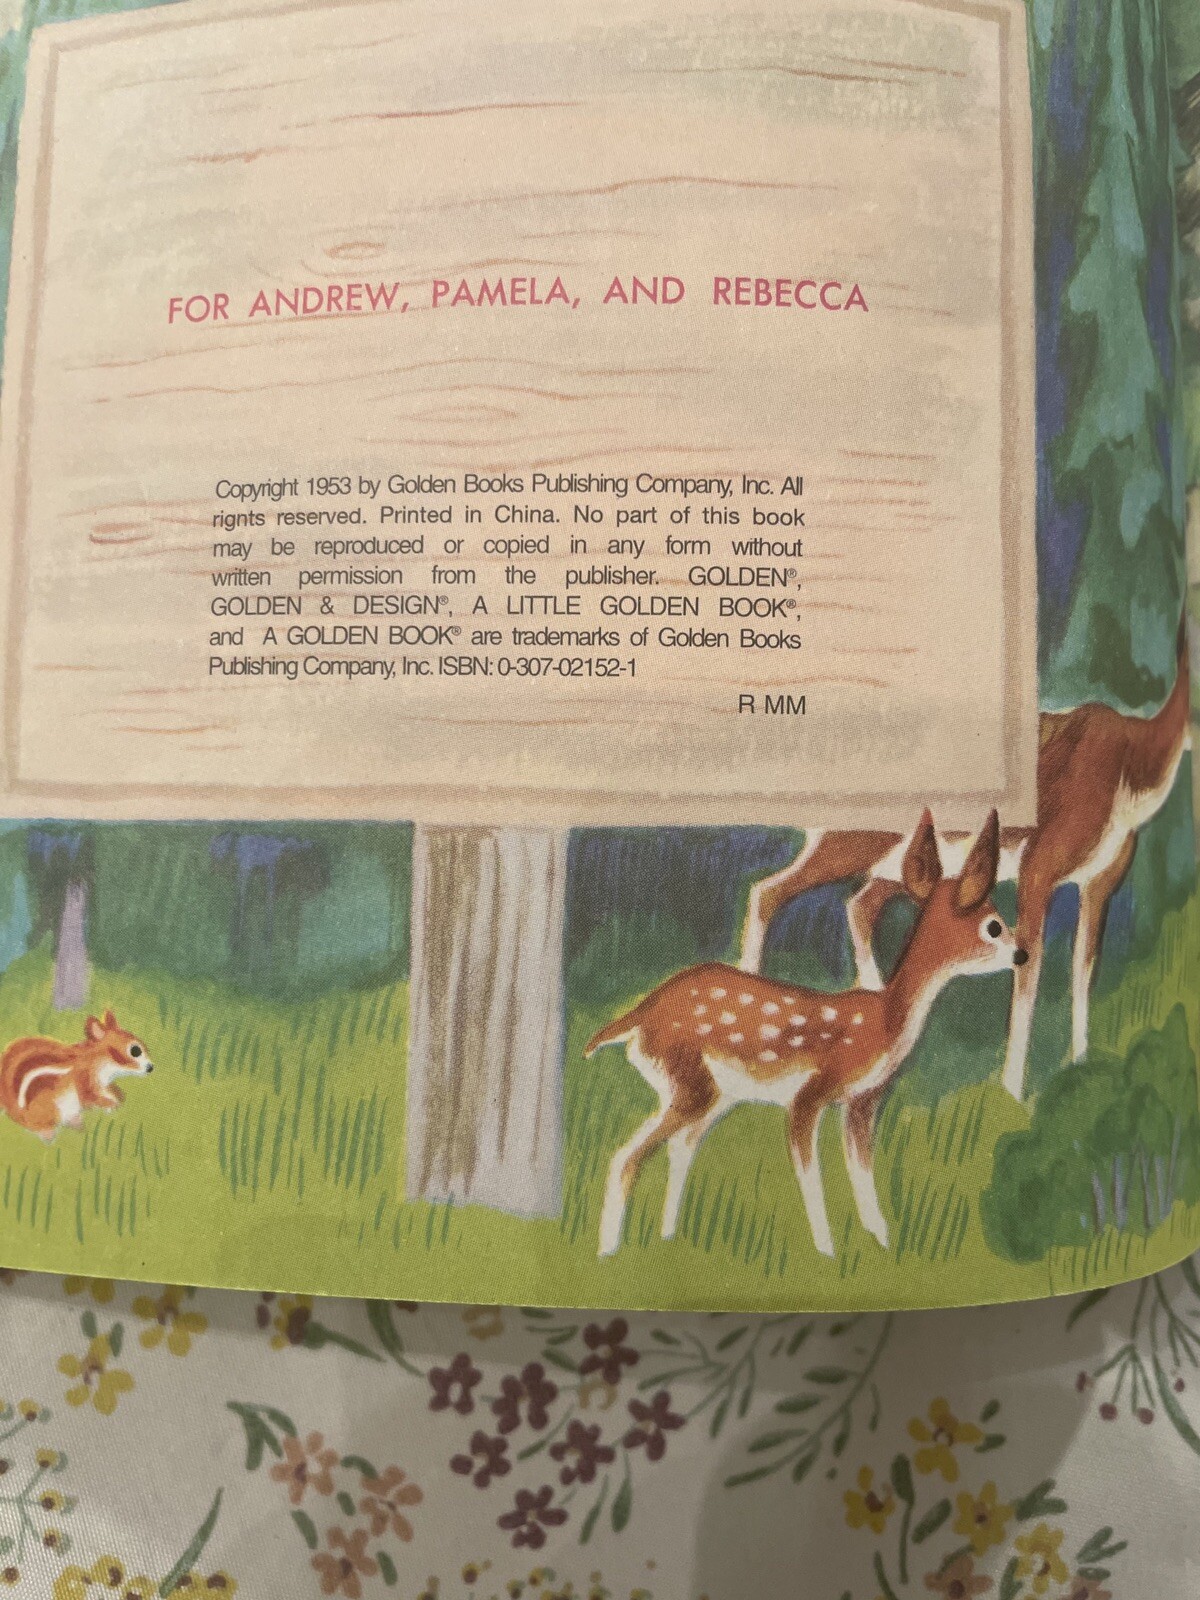 FOR ANDREW, PAMELA, AND REBECCA
Copyright 1953 by Golden Books Publishing Company, Inc. All
rignts reserved. Printed in China. No part of this book
may be reproduced or copied in any form without
written permission from the publisher. GOLDEN®,
GOLDEN & DESIGN®, A LITTLE GOLDEN BOOK®,
and A GOLDEN BOOK® are trademarks of Golden Books
Publishing Company, Inc. ISBN: 0-307-02152-1
R MM